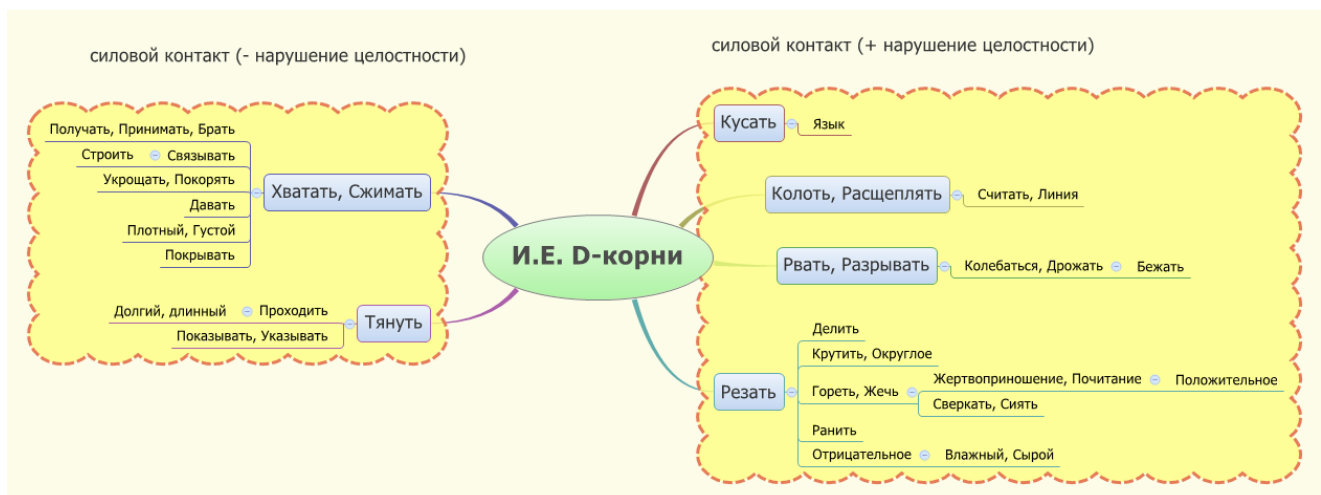 силовой контакт (- нарушение целостности)
Получать, Принимать, Брать
Строить
Связывать
Укрощать, Покорять
Давать
Плотный, Густой
Покрывать
Хватать, Сжимать
Долгий, длинный
Проходить
Показывать, Указывать
Тянуть
И.Е. D-корни
силовой контакт (+ нарушение целостности)
Кусать
Язык
Колоть, Расщеплять
Считать, Линия
Рвать, Разрывать
Колебаться, Дрожать
Бежать
Резать
Делить
Крутить, Округлое
Гореть, Жечь
Жертвоприношение, Почитание
Положительное
Сверкать, Сиять
Ранить
Отрицательное
Влажный, Сырой